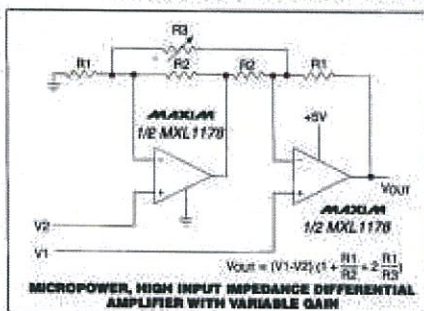 R3
R1
R2
R2
R1
MAXIM
1/2 MXL1178
+5V
VOUT
MAXIM
1/2 MXL1178
V2
V1
VOUT = (V1-V2) (1 + R1/R2 + 2 R1/R3)
MICROPOWER, HIGH INPUT IMPEDANCE DIFFERENTIAL
AMPLIFIER WITH VARIABLE GAIN